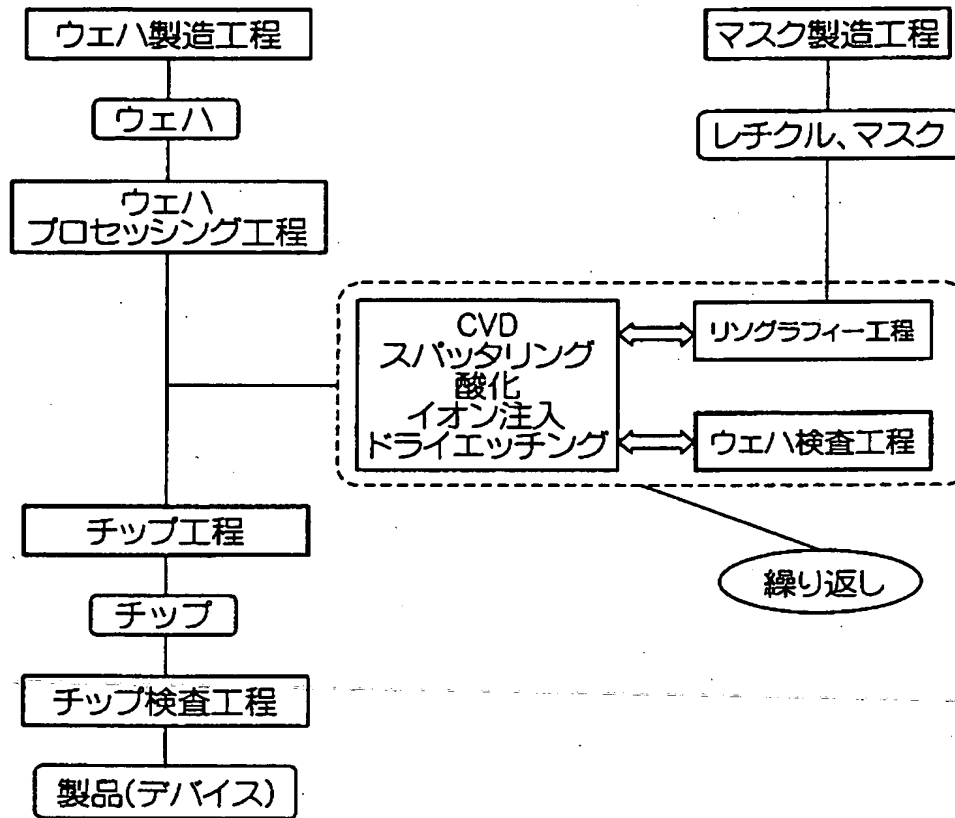 ウエハ製造工程
ウェハ
ウェハ
プロセッシング工程
チップ工程
チップ
チップ検査工程
製品(デバイス)
マスク製造工程
レチクル、マスク
CVD
スパッタリング
酸化
イオン注入
ドライエッチング
リングラフィー工程
ウェハ検査工程
繰り返し